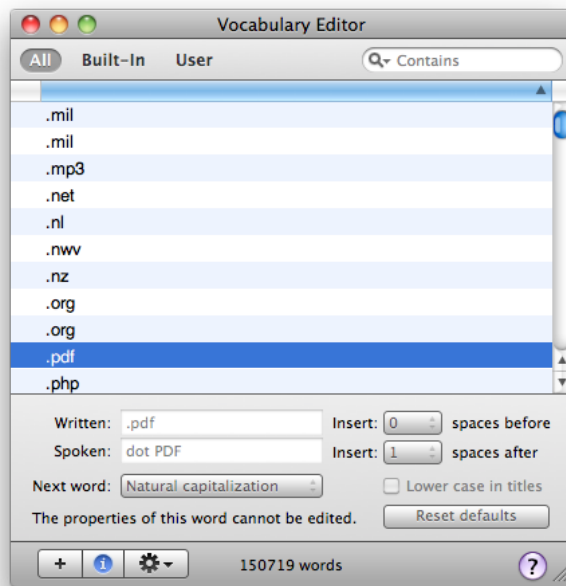 Vocabulary Editor
All Built-In User Contains
.mil
.mil
.mp3
.net
.nl
.nwv
.nz
.org
.org
.pdf
.php
Written: .pdf Insert: 0 spaces before
Spoken: dot PDF Insert: 1 spaces after
Next word: Natural capitalization Lower case in titles
The properties of this word cannot be edited. Reset defaults
+ i 150719 words ?